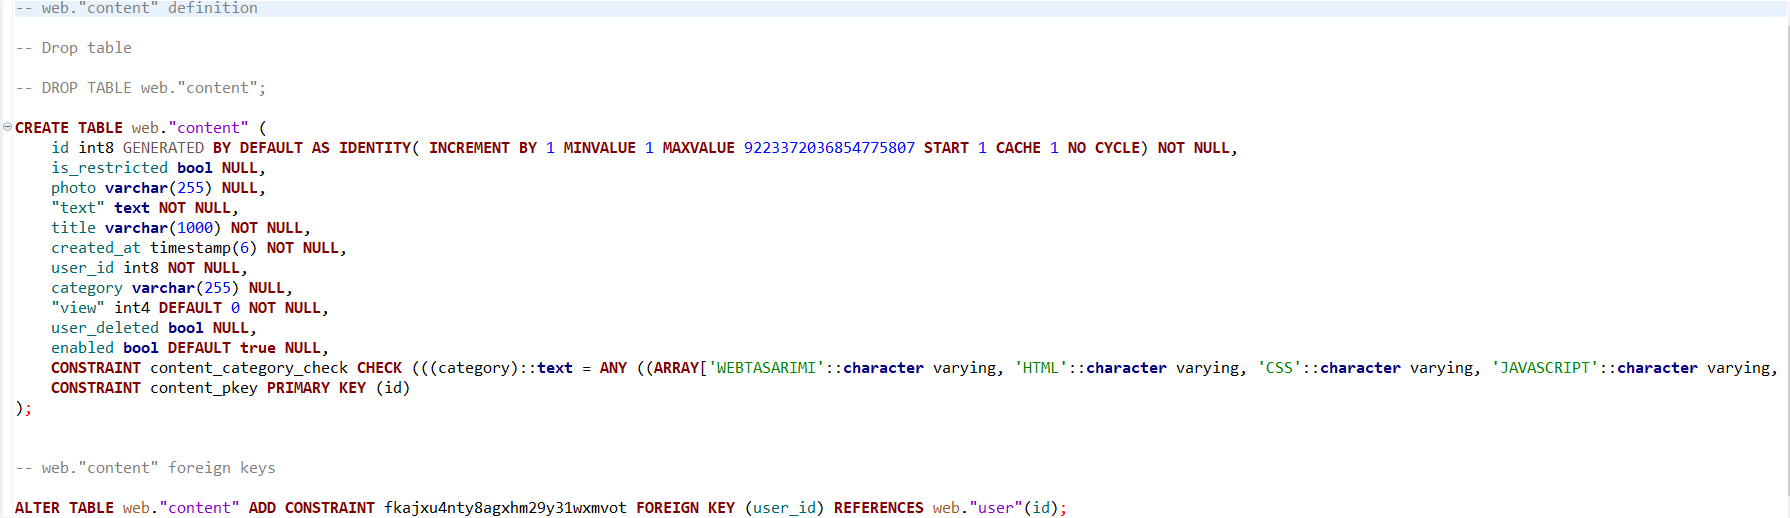 -- web."content" definition
-- Drop table
-- DROP TABLE web."content";
CREATE TABLE web."content" (
id int8 GENERATED BY DEFAULT AS IDENTITY( INCREMENT BY 1 MINVALUE 1 MAXVALUE 9223372036854775807 START 1 CACHE 1 NO CYCLE) NOT NULL,
is_restricted bool NULL,
photo varchar(255) NULL,
"text" text NOT NULL,
title varchar(1000) NOT NULL,
created_at timestamp(6) NOT NULL,
user_id int8 NOT NULL,
category varchar(255) NULL,
"view" int4 DEFAULT 0 NOT NULL,
user_deleted bool NULL,
enabled bool DEFAULT true NULL,
CONSTRAINT content_category_check CHECK (((category)::text = ANY ((ARRAY['WEBTASARIMI'::character varying, 'HTML'::character varying, 'CSS'::character varying, 'JAVASCRIPT'::character varying,
CONSTRAINT content_pkey PRIMARY KEY (id)
);
-- web."content" foreign keys
ALTER TABLE web."content" ADD CONSTRAINT fkajxu4nty8agxhm29y31wxmvot FOREIGN KEY (user_id) REFERENCES web."user"(id);